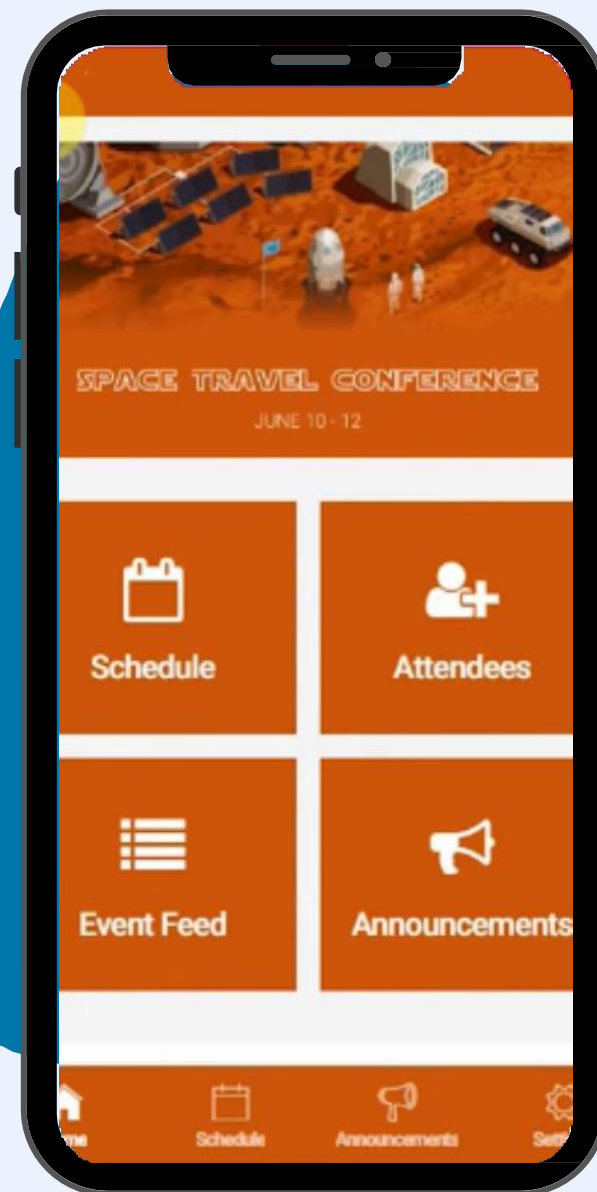 SPACE TRAVEL CONFERENCE
JUNE 10 - 12
Schedule
Attendees
Event Feed
Announcements
Schedule
Announcements